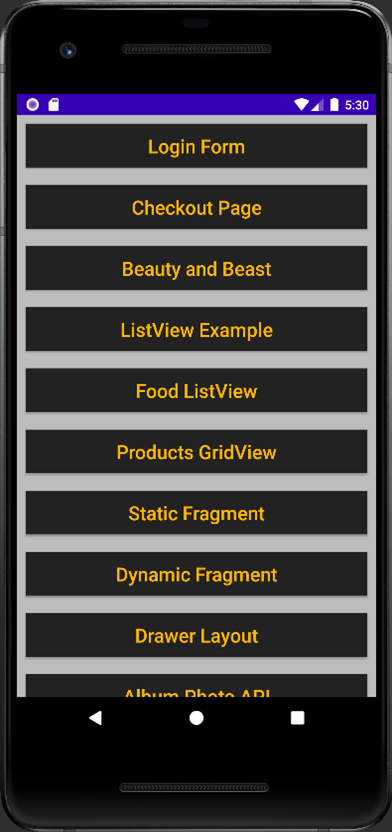 5:30
Login Form
Checkout Page
Beauty and Beast
ListView Example
Food ListView
Products GridView
Static Fragment
Dynamic Fragment
Drawer Layout
Album Photo API